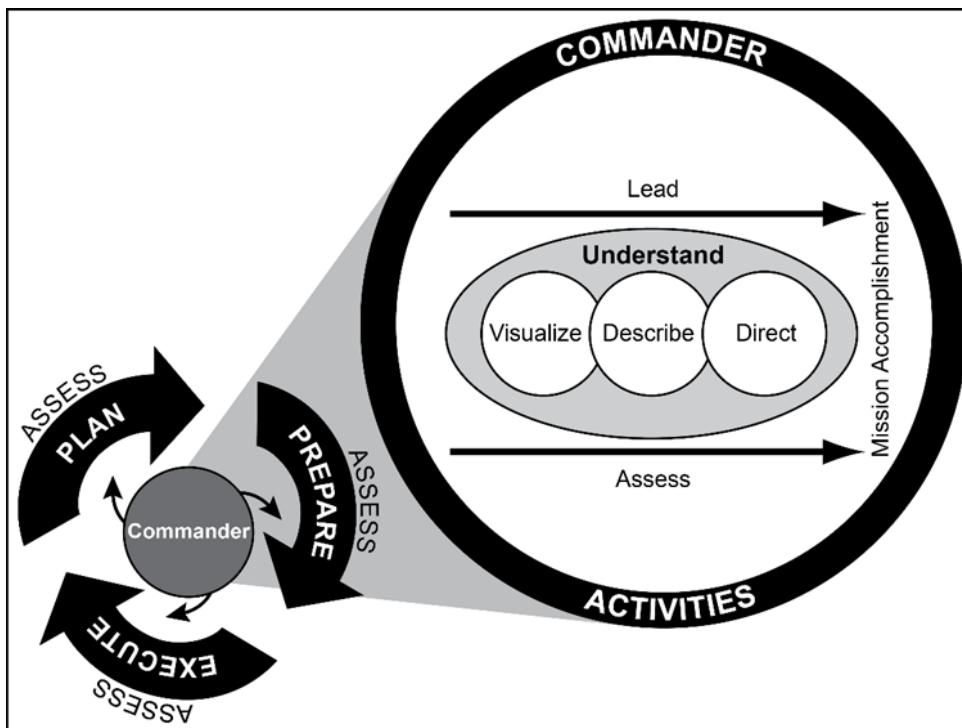 COMMANDER
Lead
Understand
Visualize
Describe
Direct
Assess
Mission Accomplishment
ACTIVITIES
ASSESS
PLAN
PREPARE
ASSESS
Commander
EXECUTE
ASSESS